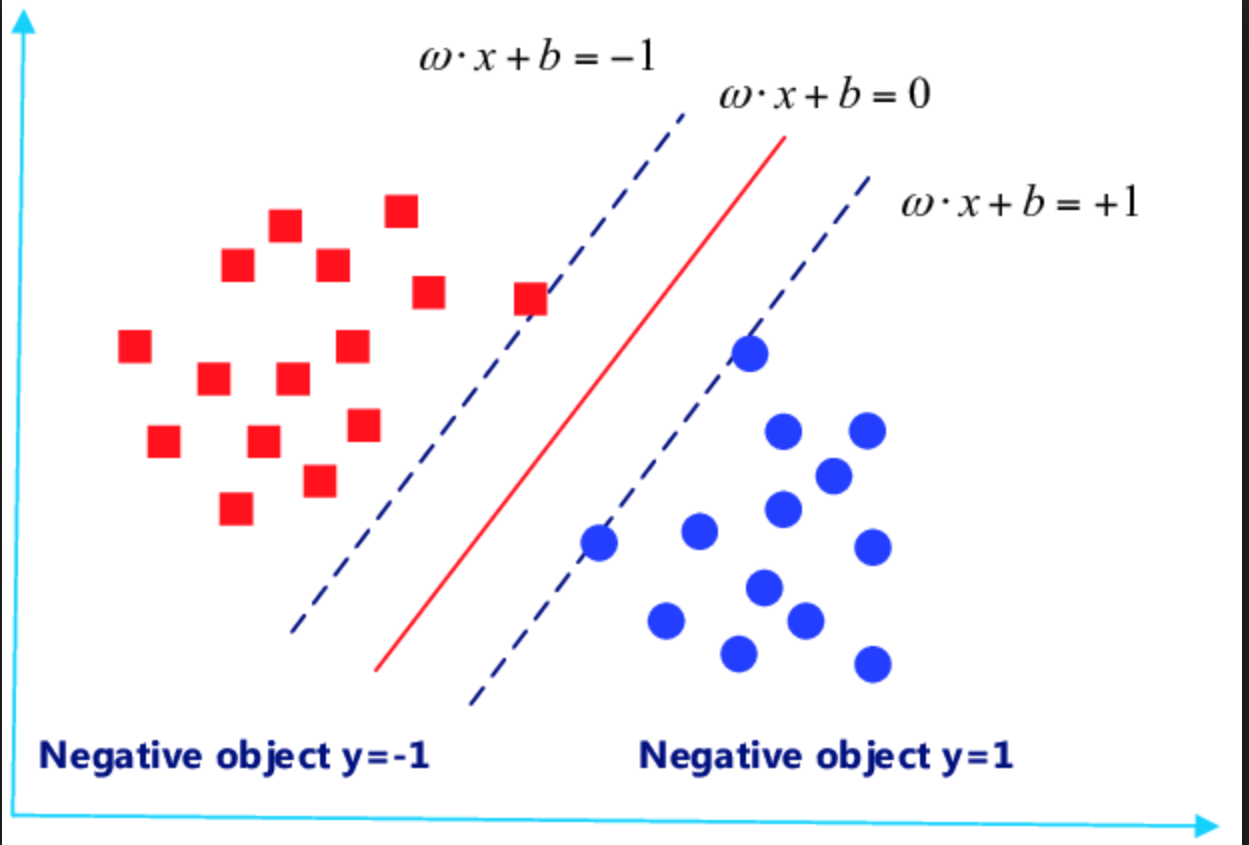 ω · x + b = −1
ω · x + b = 0
ω · x + b = +1
Negative object y=-1
Negative object y=1